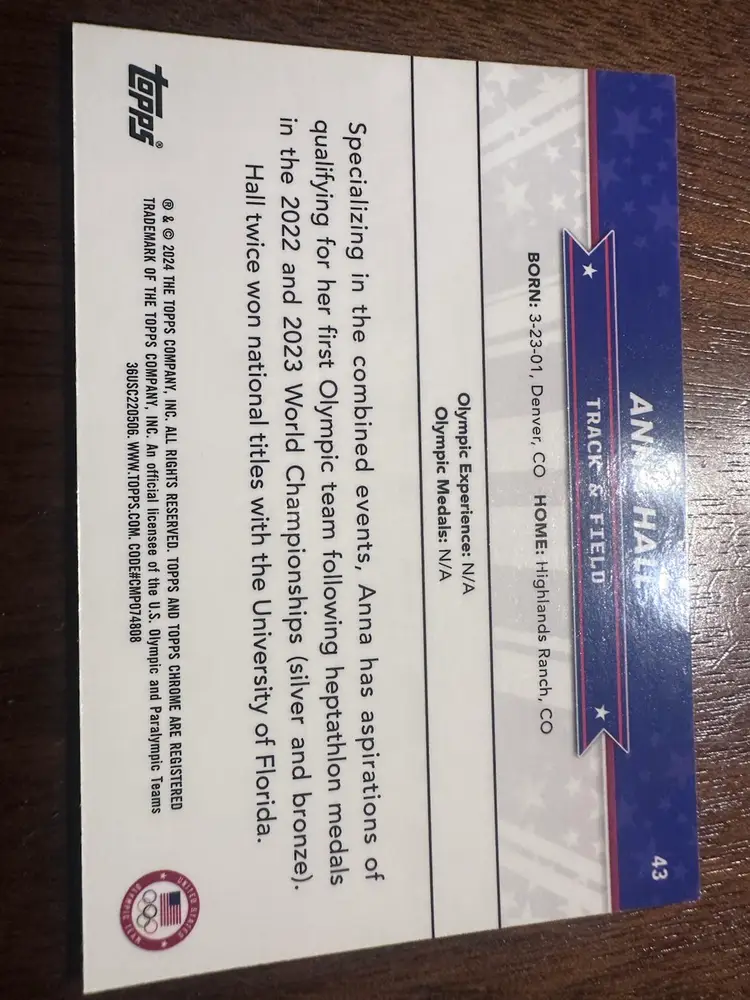 43
ANNA HALL
TRACK & FIELD
BORN: 3-23-01, Denver, CO HOME: Highlands Ranch, CO
Olympic Experience: N/A
Olympic Medals: N/A
Specializing in the combined events, Anna has aspirations of
qualifying for her first Olympic team following heptathlon medals
in the 2022 and 2023 World Championships (silver and bronze).
Hall twice won national titles with the University of Florida.
topps®
® & © 2024 THE TOPPS COMPANY, INC. ALL RIGHTS RESERVED. TOPPS AND TOPPS CHROME ARE REGISTERED
TRADEMARK OF THE TOPPS COMPANY, INC. An official licensee of the U.S. Olympic and Paralympic Teams
36USC220506. WWW.TOPPS.COM. CODE#CMP074808
UNITED STATES
OLYMPIC TEAM